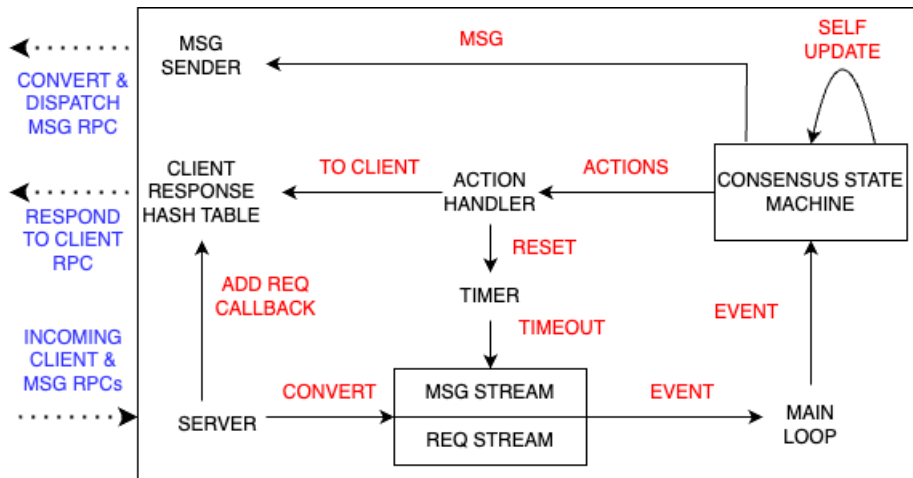 MSG
SENDER
MSG
SELF
UPDATE
CONVERT &
DISPATCH
MSG RPC
CLIENT
RESPONSE
HASH TABLE
TO CLIENT
ACTION
HANDLER
ACTIONS
CONSENSUS STATE
MACHINE
RESPOND
TO CLIENT
RPC
RESET
ADD REQ
CALLBACK
TIMER
EVENT
TIMEOUT
INCOMING
CLIENT &
MSG RPCs
SERVER
CONVERT
MSG STREAM
REQ STREAM
EVENT
MAIN
LOOP